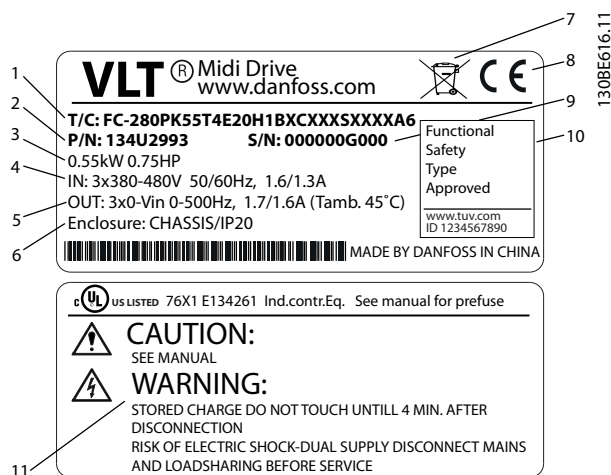 7
8
9
10
130BE616.11
1
2
3
4
5
6
VLT ® Midi Drive
www.danfoss.com
CE
T/C: FC-280PK55T4E20H1BXCXXXSXXXXA6
P/N: 134U2993 S/N: 000000G000
0.55kW 0.75HP
IN: 3x380-480V 50/60Hz, 1.6/1.3A
OUT: 3x0-Vin 0-500Hz, 1.7/1.6A (Tamb. 45˚C)
Enclosure: CHASSIS/IP20
Functional
Safety
Type
Approved
www.tuv.com
ID 1234567890
MADE BY DANFOSS IN CHINA
c UL US LISTED 76X1 E134261 Ind.contr.Eq. See manual for prefuse
CAUTION:
SEE MANUAL
WARNING:
STORED CHARGE DO NOT TOUCH UNTILL 4 MIN. AFTER
DISCONNECTION
RISK OF ELECTRIC SHOCK-DUAL SUPPLY DISCONNECT MAINS
AND LOADSHARING BEFORE SERVICE
11